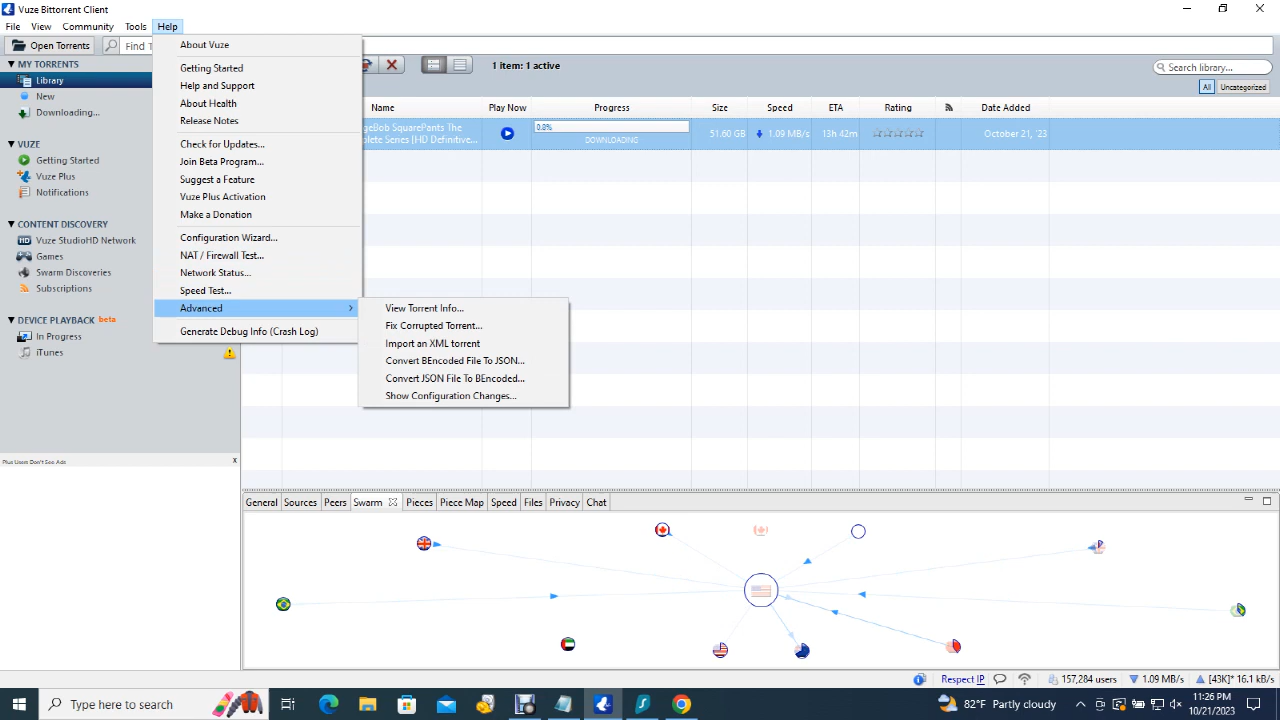 Vuze Bittorrent Client
File View Community Tools Help
Open Torrents Find T
MY TORRENTS
Library
New
Downloading...
VUZE
Getting Started
Vuze Plus
Notifications
CONTENT DISCOVERY
HD Vuze StudioHD Network
Games
Swarm Discoveries
Subscriptions
DEVICE PLAYBACK beta
In Progress
iTunes
Plus Users Don't See Ads x
About Vuze
Getting Started
Help and Support
About Health
Release Notes
Check for Updates...
Join Beta Program...
Suggest a Feature
Vuze Plus Activation
Make a Donation
Configuration Wizard...
NAT / Firewall Test...
Network Status...
Speed Test...
Advanced
Generate Debug Info (Crash Log)
View Torrent Info...
Fix Corrupted Torrent...
Import an XML torrent
Convert BEncoded File To JSON...
Convert JSON File To BEncoded...
Show Configuration Changes...
1 item: 1 active
Search library...
All Uncategorized
Name Play Now Progress Size Speed ETA Rating Date Added
geBob SquarePants The
plete Series [HD Definitive...
0.8%
DOWNLOADING
51.60 GB 1.09 MB/s 13h 42m October 21, '23
General Sources Peers Swarm Pieces Piece Map Speed Files Privacy Chat
Respect IP 157,284 users 1.09 MB/s [43K]* 16.1 kB/s
Type here to search
82°F Partly cloudy
11:26 PM
10/21/2023